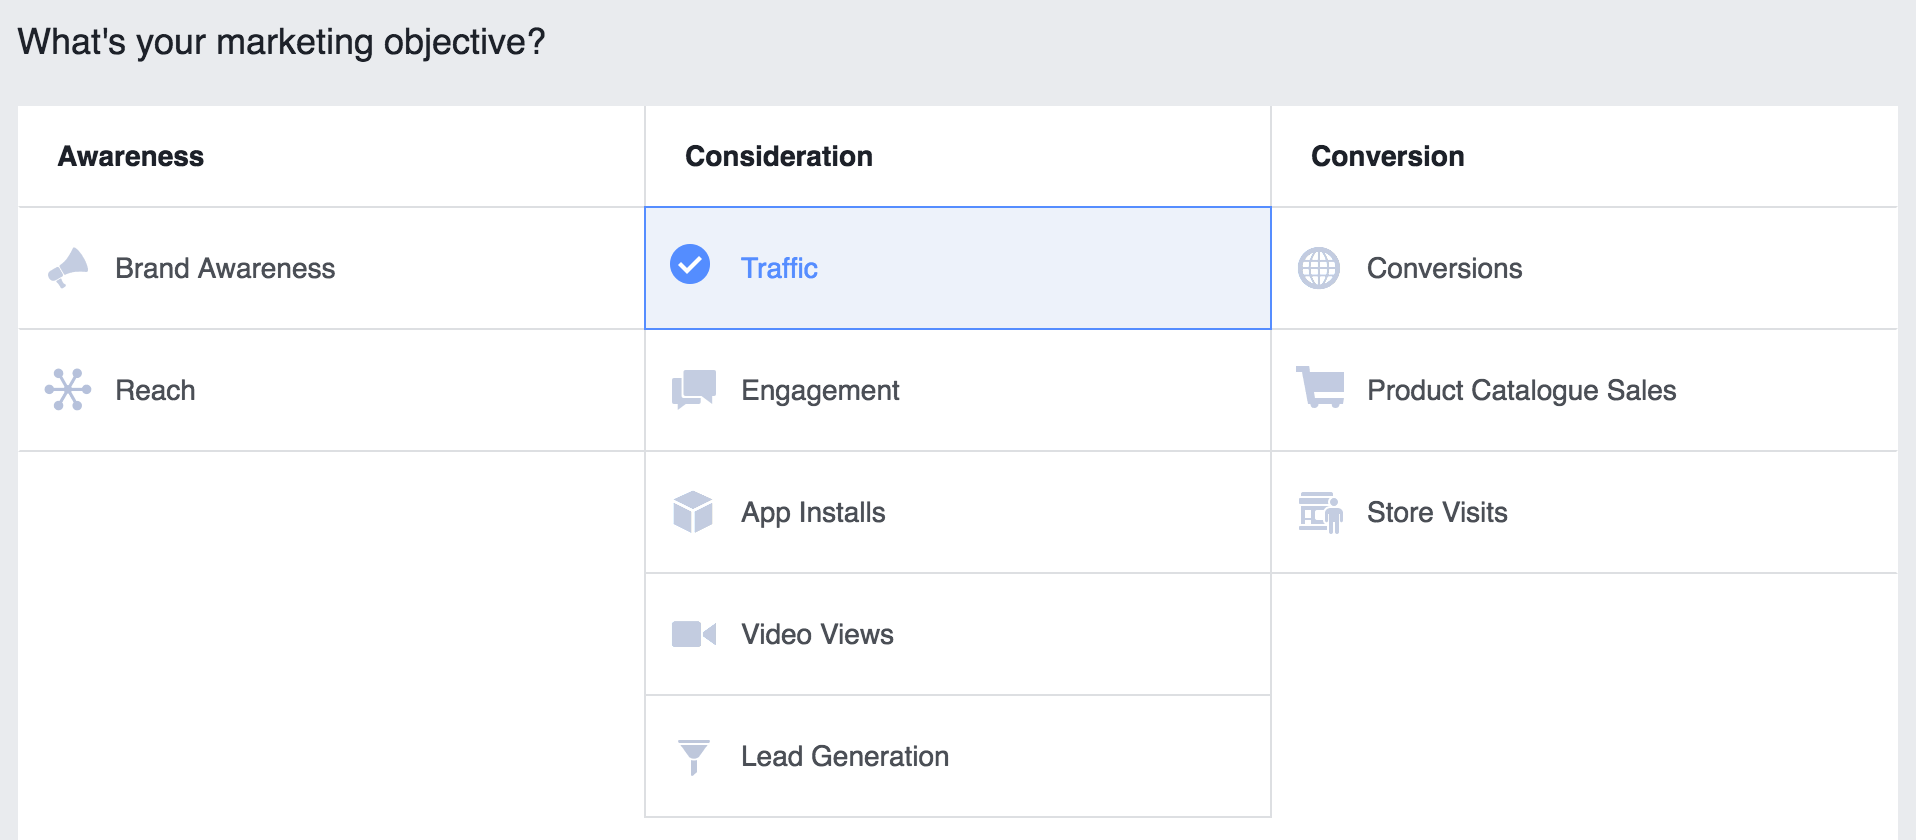 What's your marketing objective?
Awareness
Consideration
Conversion
Brand Awareness
Traffic
Conversions
Reach
Engagement
Product Catalogue Sales
App Installs
Store Visits
Video Views
Lead Generation